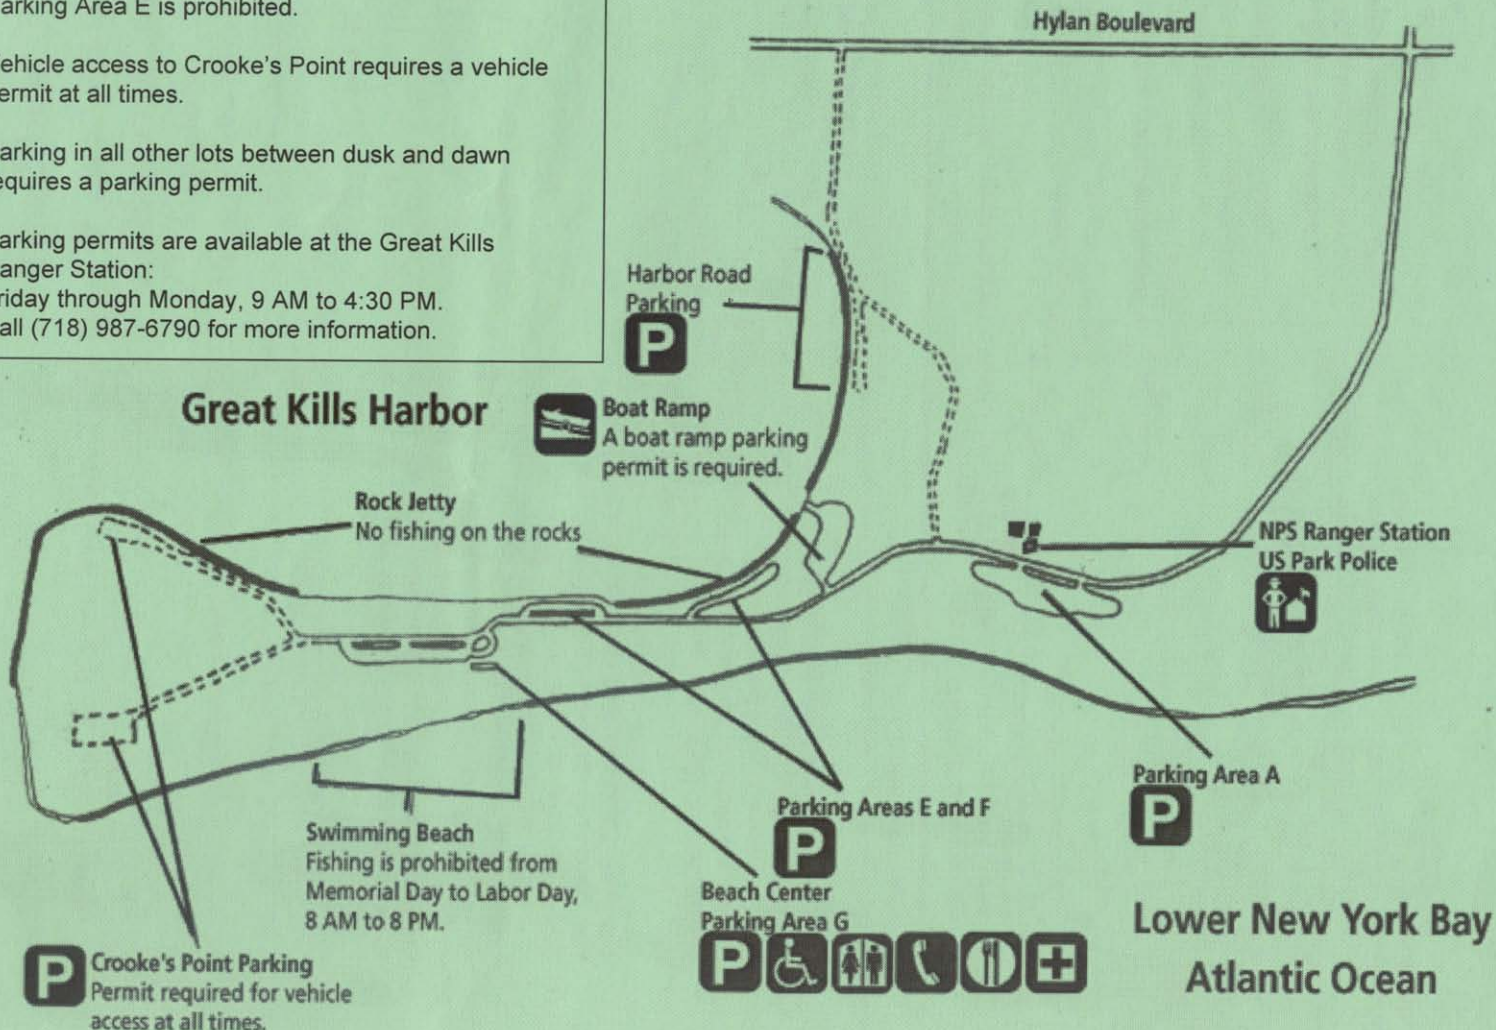 arking Area E is prohibited.
ehicle access to Crooke's Point requires a vehicle
ermit at all times.
arking in all other lots between dusk and dawn
equires a parking permit.
arking permits are available at the Great Kills
anger Station:
riday through Monday, 9 AM to 4:30 PM.
all (718) 987-6790 for more information.
Hylan Boulevard
Harbor Road
Parking
P
Great Kills Harbor
Boat Ramp
A boat ramp parking
permit is required.
Rock Jetty
No fishing on the rocks
NPS Ranger Station
US Park Police
Parking Area A
P
Parking Areas E and F
P
Swimming Beach
Fishing is prohibited from
Memorial Day to Labor Day,
8 AM to 8 PM.
Beach Center
Parking Area G
P
Lower New York Bay
Atlantic Ocean
P
Crooke's Point Parking
Permit required for vehicle
access at all times.